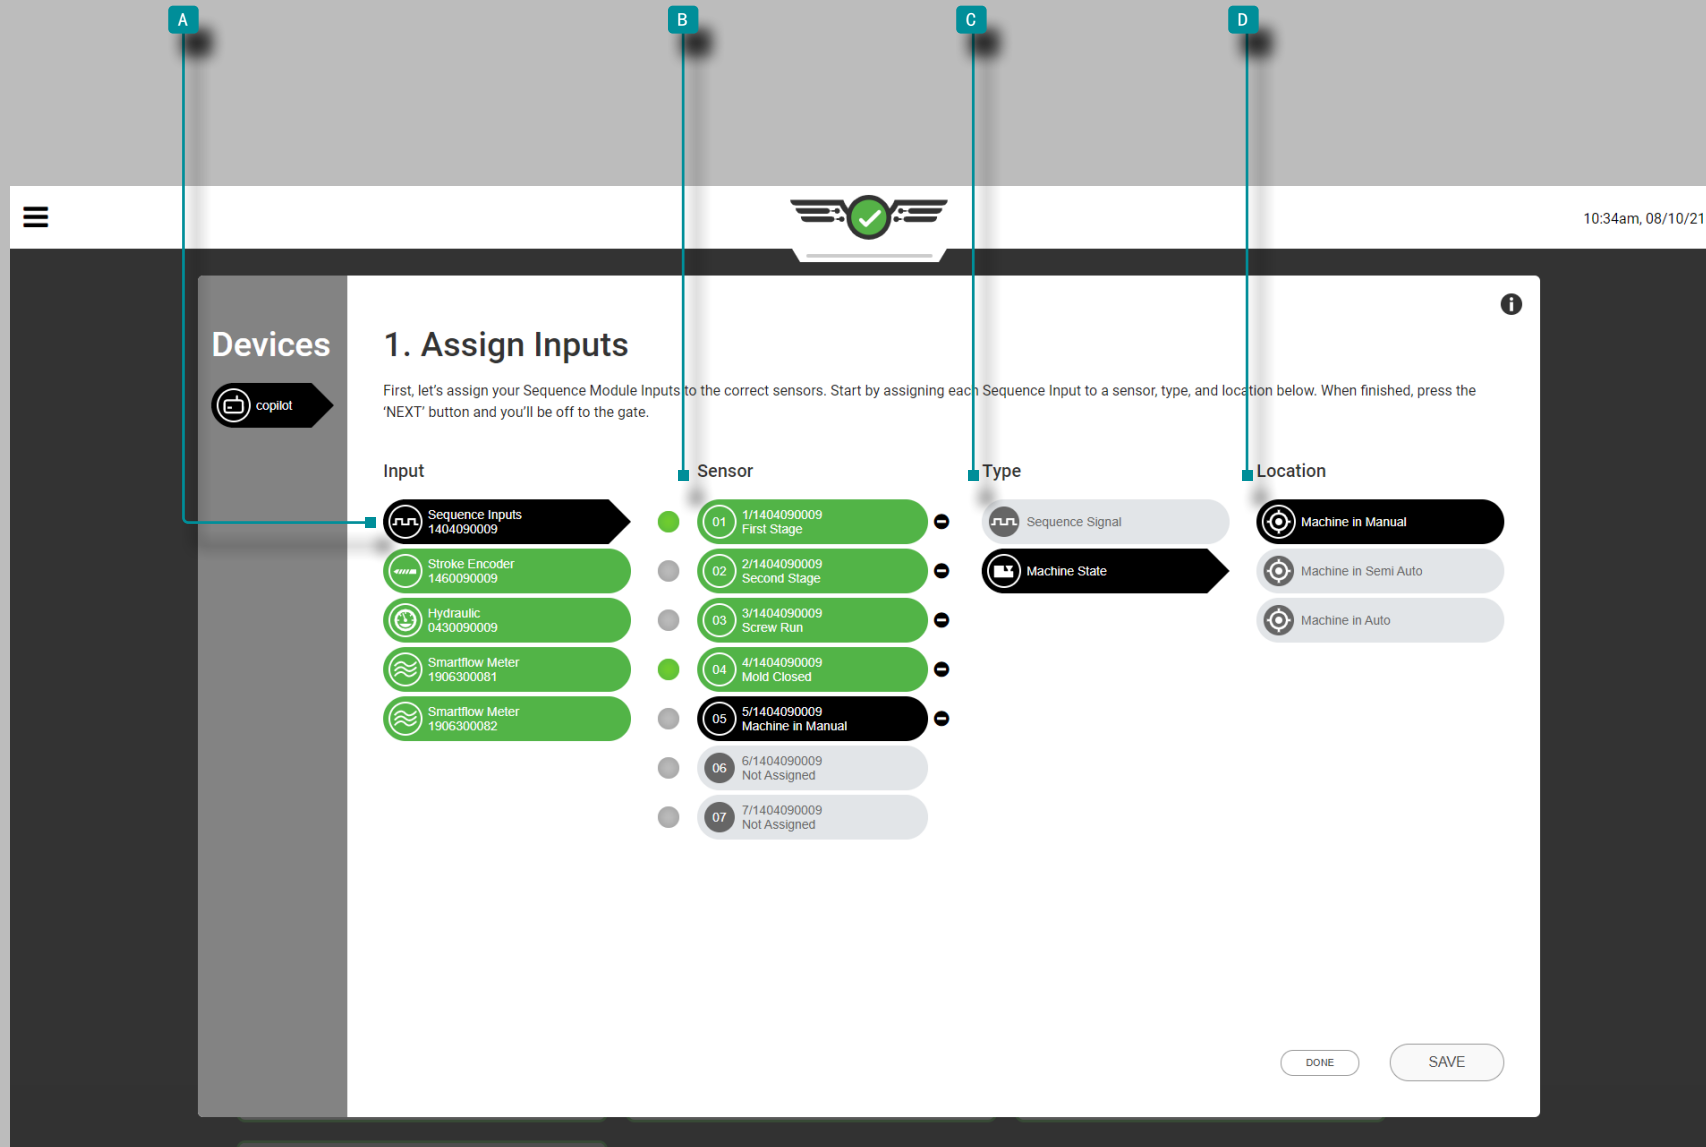 A
B
C
D
10:34am, 08/10/21
Devices
copilot
1. Assign Inputs
First, let's assign your Sequence Module Inputs to the correct sensors. Start by assigning each Sequence Input to a sensor, type, and location below. When finished, press the
‘NEXT’ button and you'll be off to the gate.
Input
Sequence Inputs
1404090009
Stroke Encoder
1460090009
Hydraulic
0430090009
Smartflow Meter
1906300081
Smartflow Meter
1906300082
Sensor
01
1/1404090009
First Stage
02
2/1404090009
Second Stage
03
3/1404090009
Screw Run
04
4/1404090009
Mold Closed
05
5/1404090009
Machine in Manual
06
6/1404090009
Not Assigned
07
7/1404090009
Not Assigned
Type
Sequence Signal
Machine State
Location
Machine in Manual
Machine in Semi Auto
Machine in Auto
DONE
SAVE